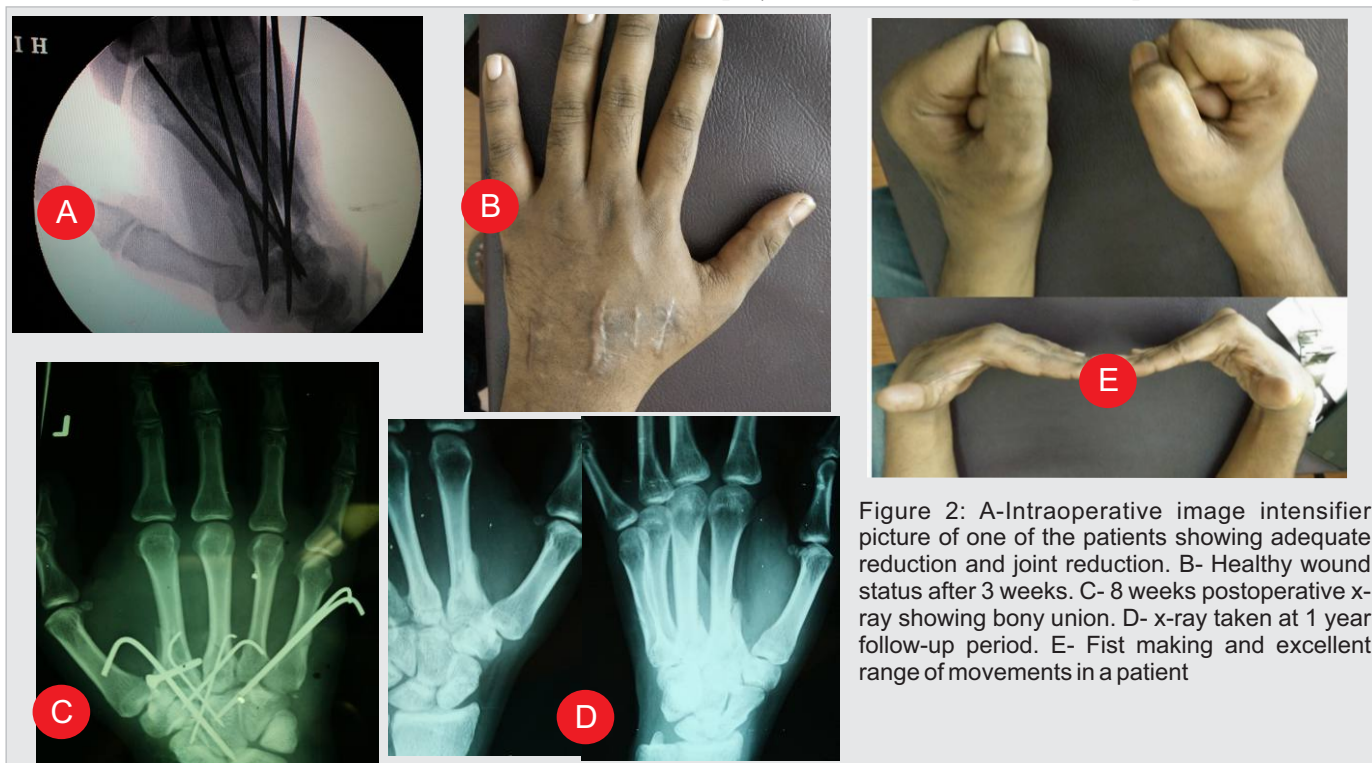 I H
A
B
E
L
C
D
Figure 2: A-Intraoperative image intensifier
picture of one of the patients showing adequate
reduction and joint reduction. B- Healthy wound
status after 3 weeks. C- 8 weeks postoperative x-
ray showing bony union. D- x-ray taken at 1 year
follow-up period. E- Fist making and excellent
range of movements in a patient